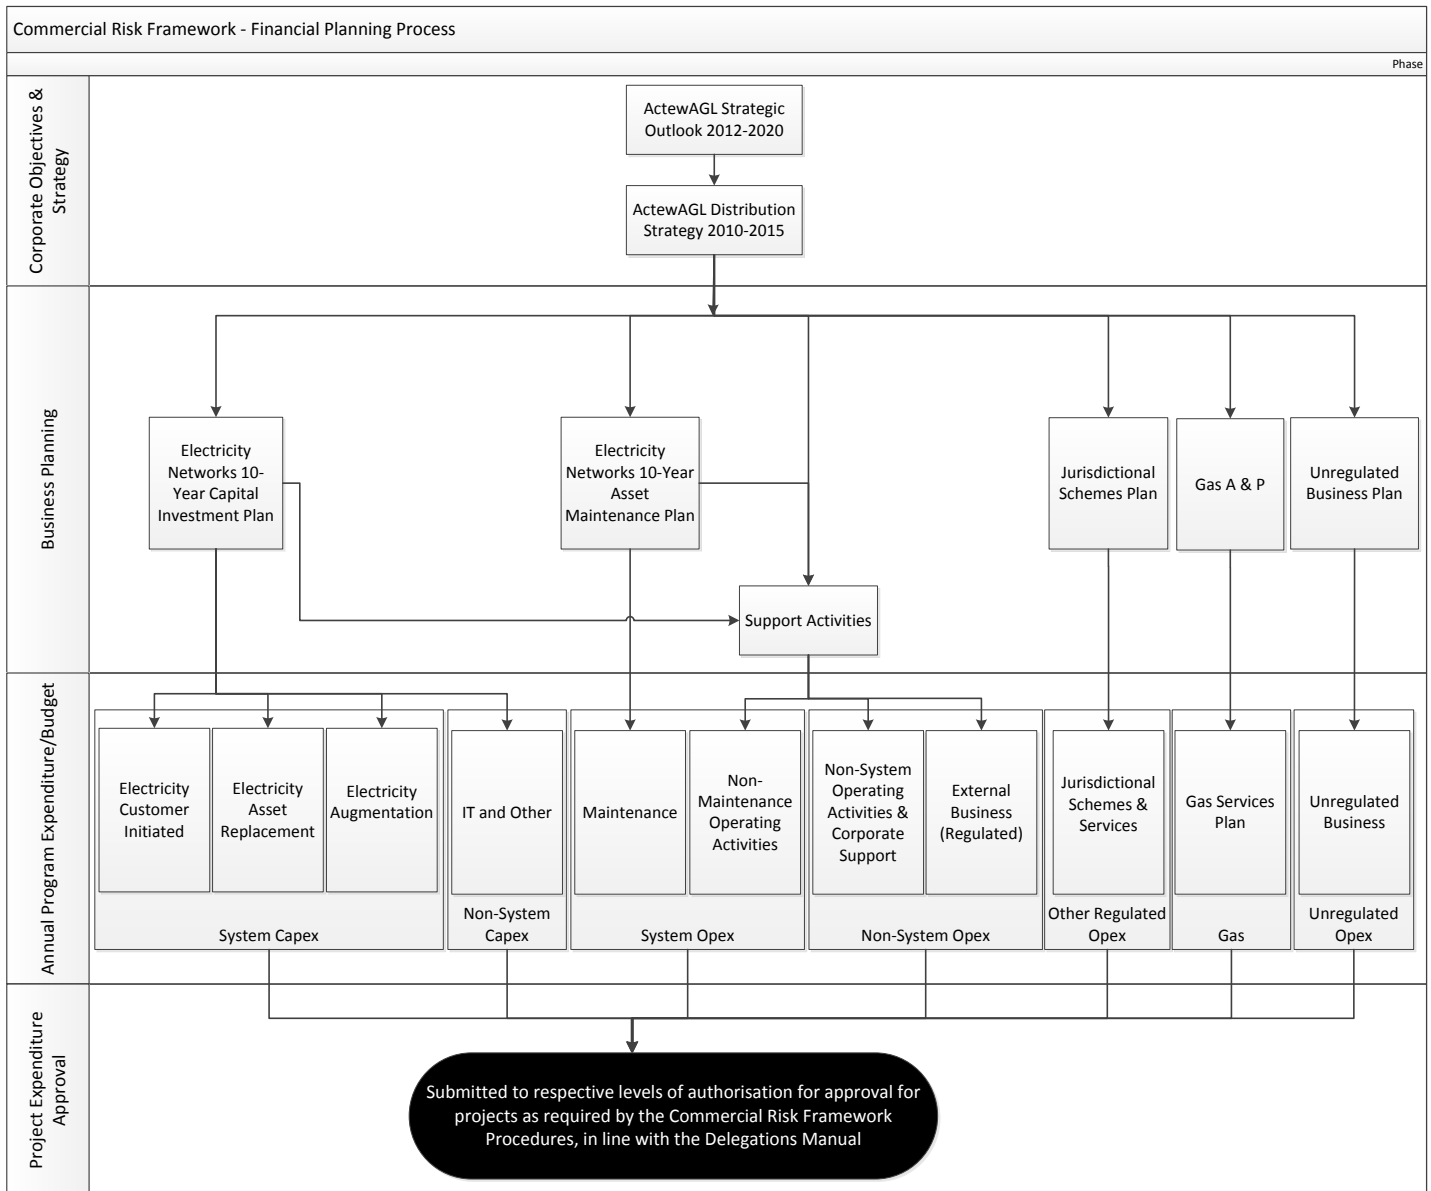 Commercial Risk Framework - Financial Planning Process
Phase
Corporate Objectives &
Strategy
ActewAGL Strategic
Outlook 2012-2020
ActewAGL Distribution
Strategy 2010-2015
Business Planning
Electricity
Networks 10-
Year Capital
Investment Plan
Electricity
Networks 10-Year
Asset
Maintenance Plan
Jurisdictional
Schemes Plan
Gas A & P
Unregulated
Business Plan
Support Activities
Annual Program Expenditure/Budget
Electricity
Customer
Initiated
Electricity
Asset
Replacement
Electricity
Augmentation
System Capex
IT and Other
Non-System
Capex
Maintenance
Non-
Maintenance
Operating
Activities
System Opex
Non-System
Operating
Activities &
Corporate
Support
External
Business
(Regulated)
Non-System Opex
Jurisdictional
Schemes &
Services
Other Regulated
Opex
Gas Services
Plan
Gas
Unregulated
Business
Unregulated
Opex
Project Expenditure
Approval
Submitted to respective levels of authorisation for approval for
projects as required by the Commercial Risk Framework
Procedures, in line with the Delegations Manual